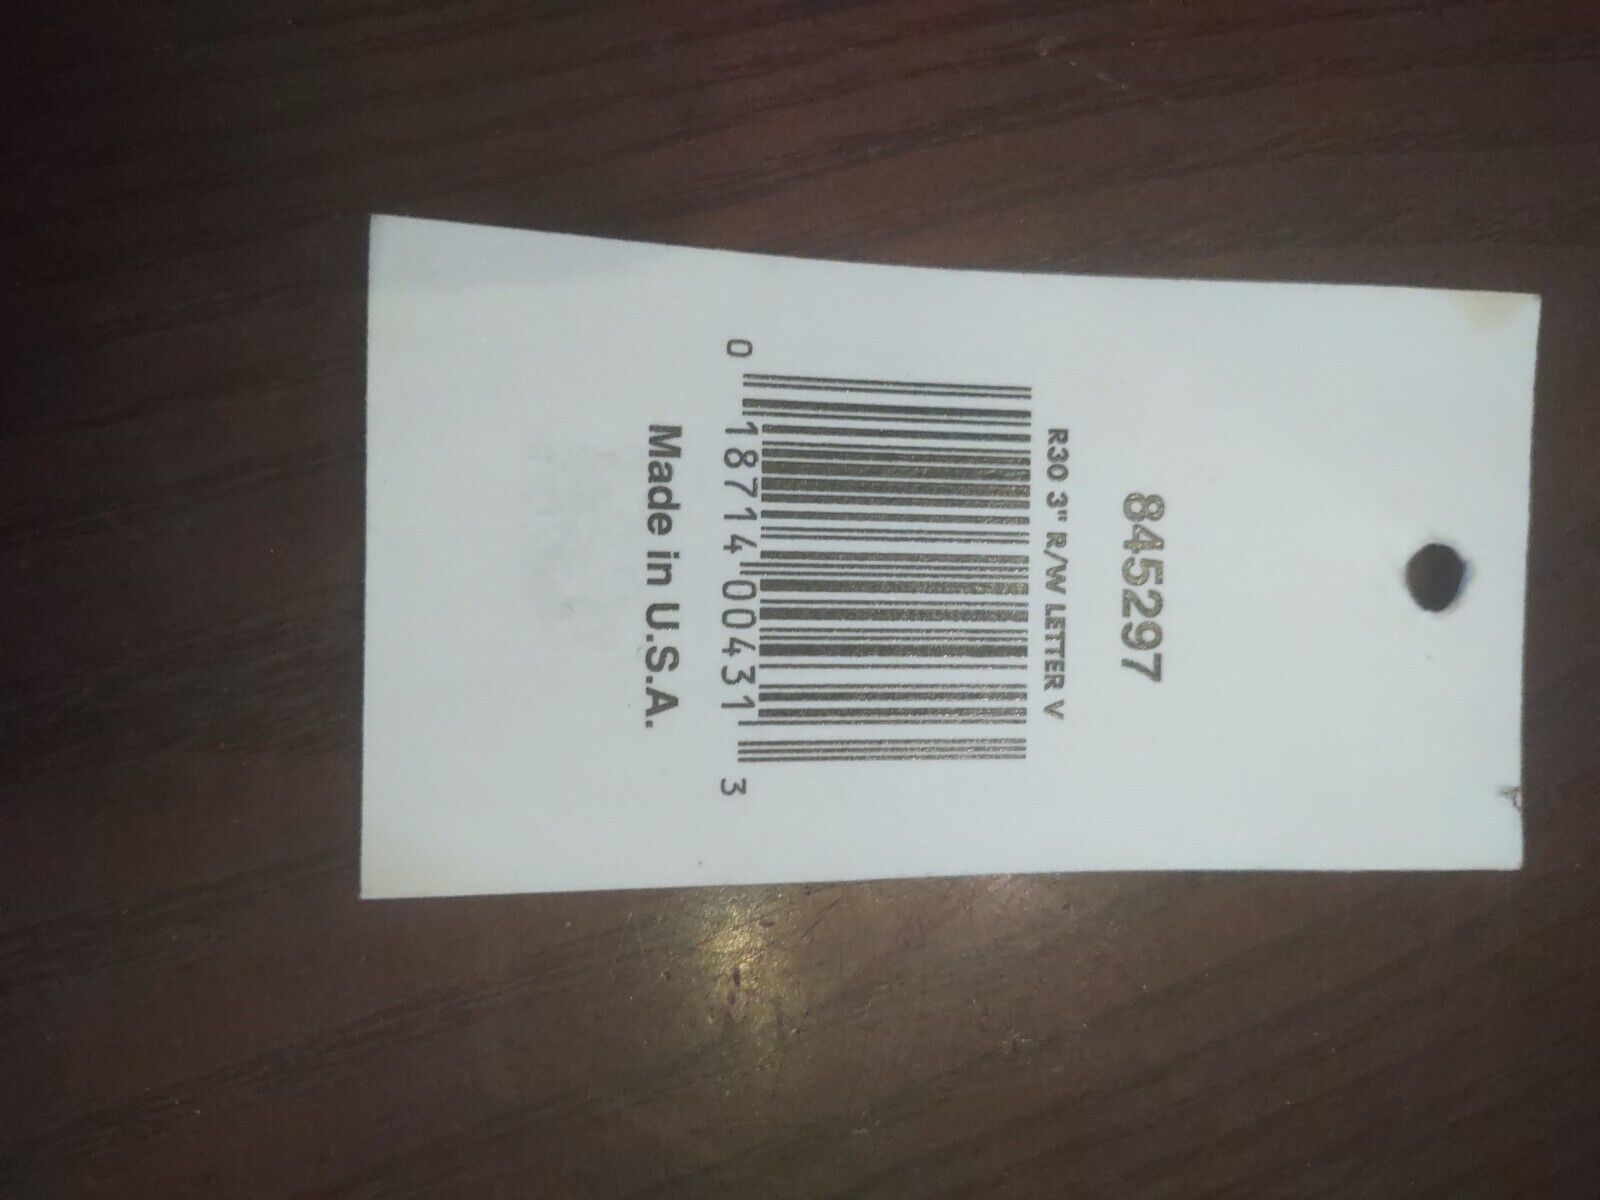 845297
R30 3" R/W LETTER V
0 18714 00431 3
Made in U.S.A.